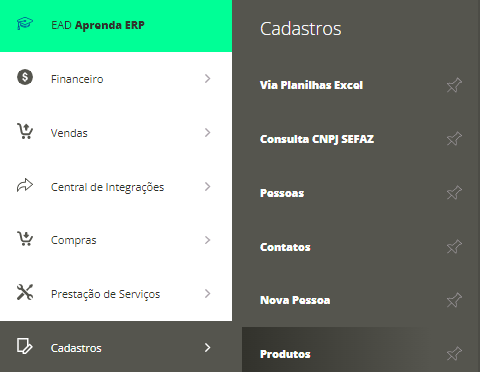 EAD Aprenda ERP
Financeiro
Vendas
Central de Integrações
Compras
Prestação de Serviços
Cadastros
Cadastros
Via Planilhas Excel
Consulta CNPJ SEFAZ
Pessoas
Contatos
Nova Pessoa
Produtos